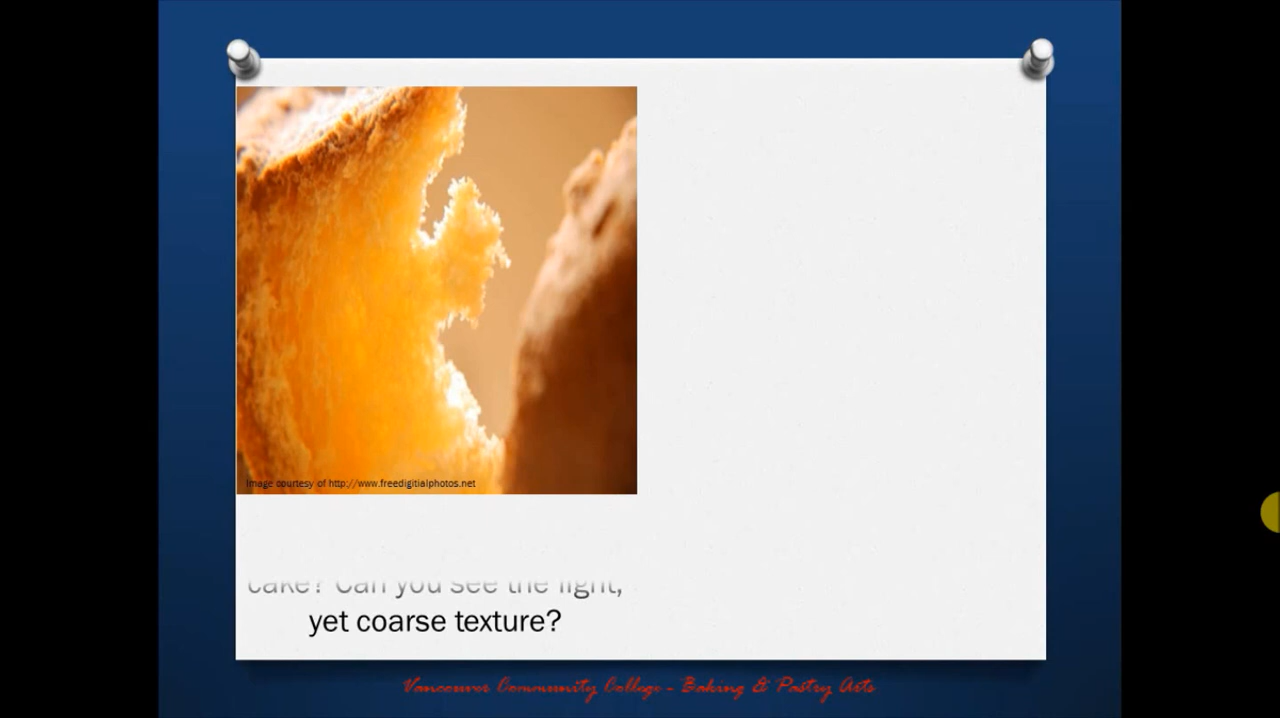 Image courtesy of http://www.freedigitialphotos.net
cake? Can you see the light,
yet coarse texture?
Vancouver Community College - Baking & Pastry Arts